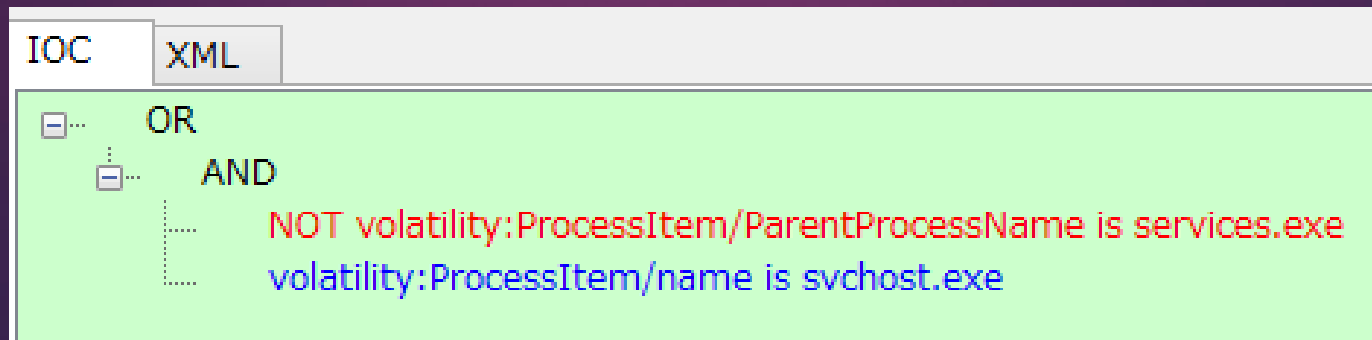 IOC XML
OR
AND
NOT volatility:ProcessItem/ParentProcessName is services.exe
volatility:ProcessItem/name is svchost.exe